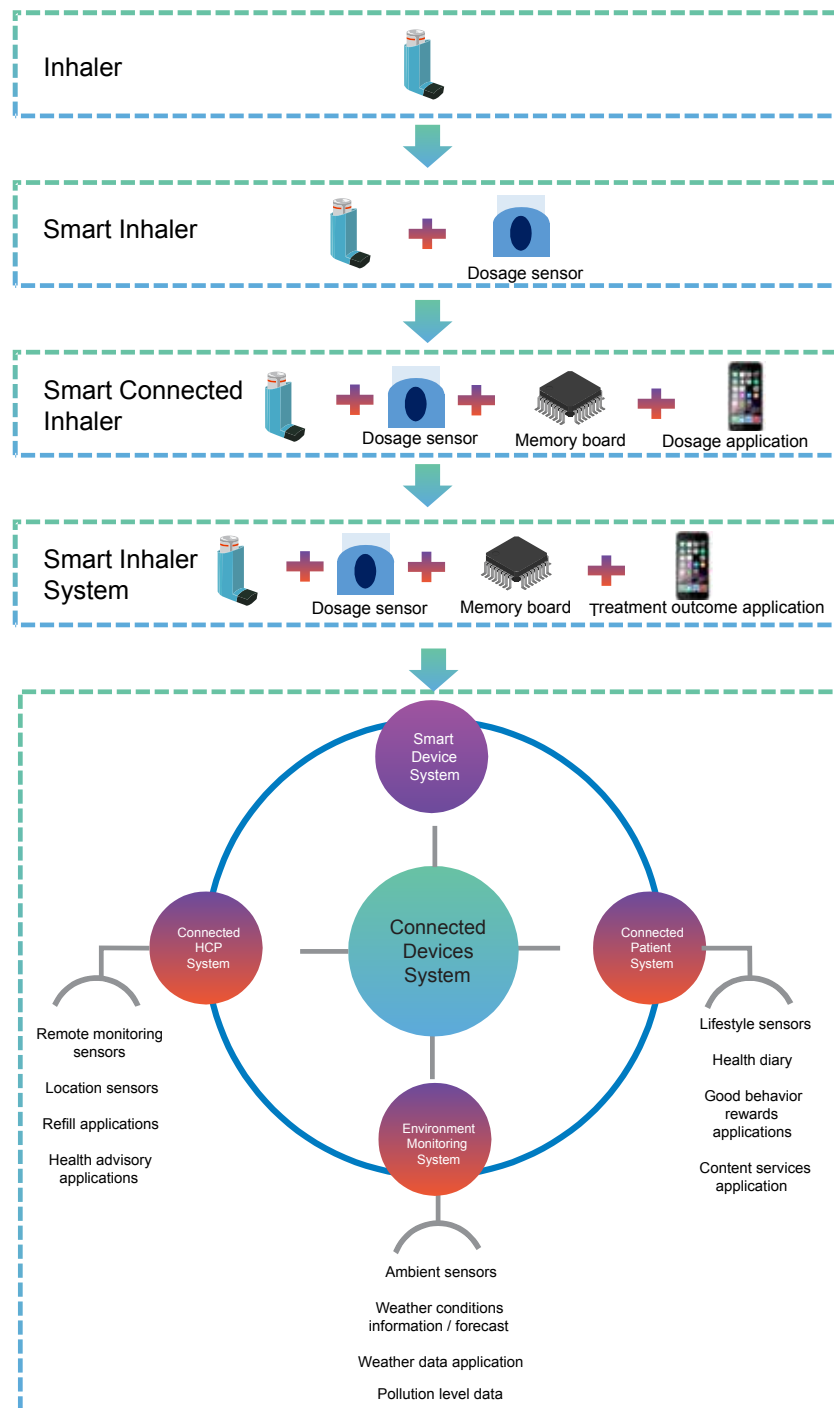 Inhaler
Smart Inhaler
Dosage sensor
Smart Connected
Inhaler
Dosage sensor
Memory board
Dosage application
Smart Inhaler
System
Dosage sensor
Memory board
Treatment outcome application
Smart
Device
System
Connected
HCP
System
Connected
Devices
System
Connected
Patient
System
Remote monitoring
sensors
Location sensors
Refill applications
Health advisory
applications
Lifestyle sensors
Health diary
Good behavior
rewards
applications
Content services
application
Environment
Monitoring
System
Ambient sensors
Weather conditions
information / forecast
Weather data application
Pollution level data